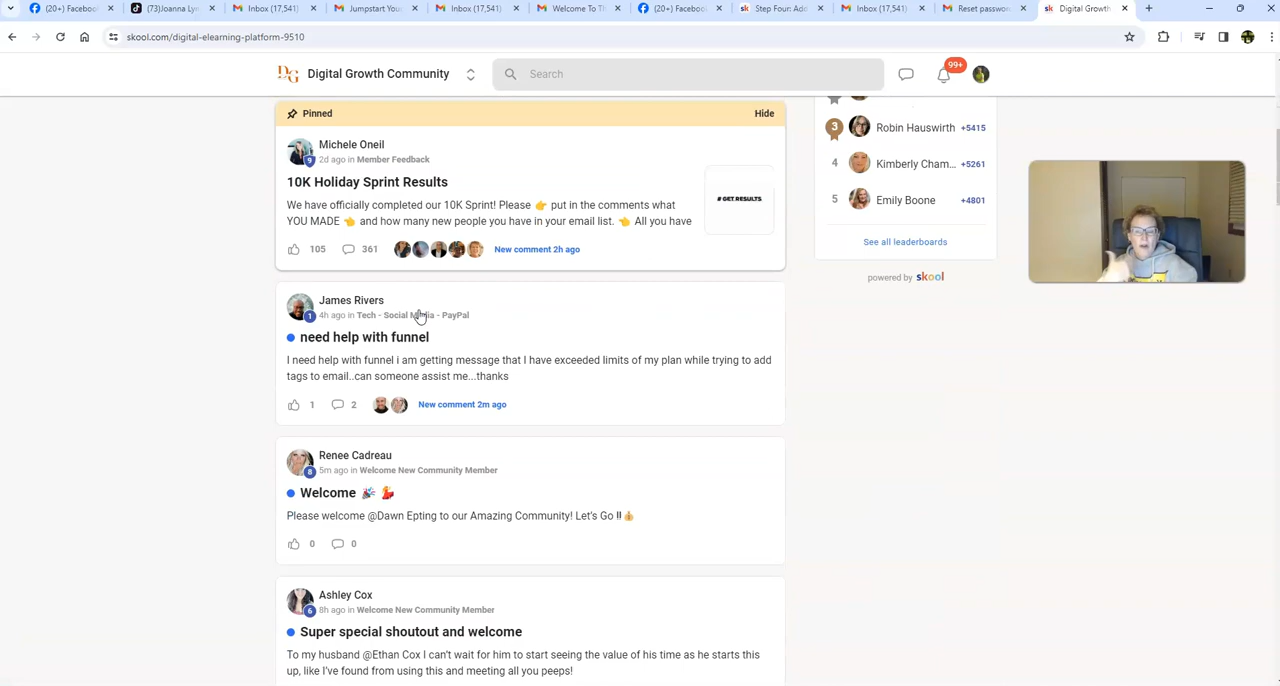 (20+) Facebook
(73)Joanna Ly
Inbox (17,541)
Jumpstart You
Inbox (17,541)
Welcome To T
(20+) Facebook
Step Four: Add
Inbox (17,541)
Reset passwor
Digital Growth
skool.com/digital-elearning-platform-9510
DG Digital Growth Community
Search
99+
Pinned
Hide
Michele Oneil
9
2d ago in Member Feedback
10K Holiday Sprint Results
We have officially completed our 10K Sprint! Please 👉 put in the comments what
YOU MADE 👈 and how many new people you have in your email list. 👈 All you have
# GET.RESULTS
105 361 New comment 2h ago
James Rivers
1
4h ago in Tech - Social Media - PayPal
need help with funnel
I need help with funnel i am getting message that I have exceeded limits of my plan while trying to add
tags to email..can someone assist me...thanks
1 2 New comment 2m ago
Renee Cadreau
8
5m ago in Welcome New Community Member
Welcome 🎉 💃
Please welcome @Dawn Epting to our Amazing Community! Let's Go !! 💰
0 0
Ashley Cox
6
8h ago in Welcome New Community Member
Super special shoutout and welcome
To my husband @Ethan Cox I can't wait for him to start seeing the value of his time as he starts this
up, like I've found from using this and meeting all you peeps!
3 Robin Hauswirth +5415
4 Kimberly Cham... +5261
5 Emily Boone +4801
See all leaderboards
powered by skool